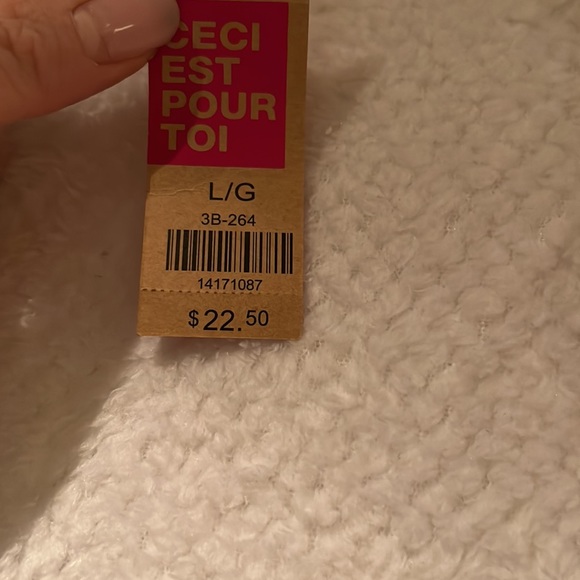 CECI
EST
POUR
TOI
L/G
3B-264
14171087
$22.50